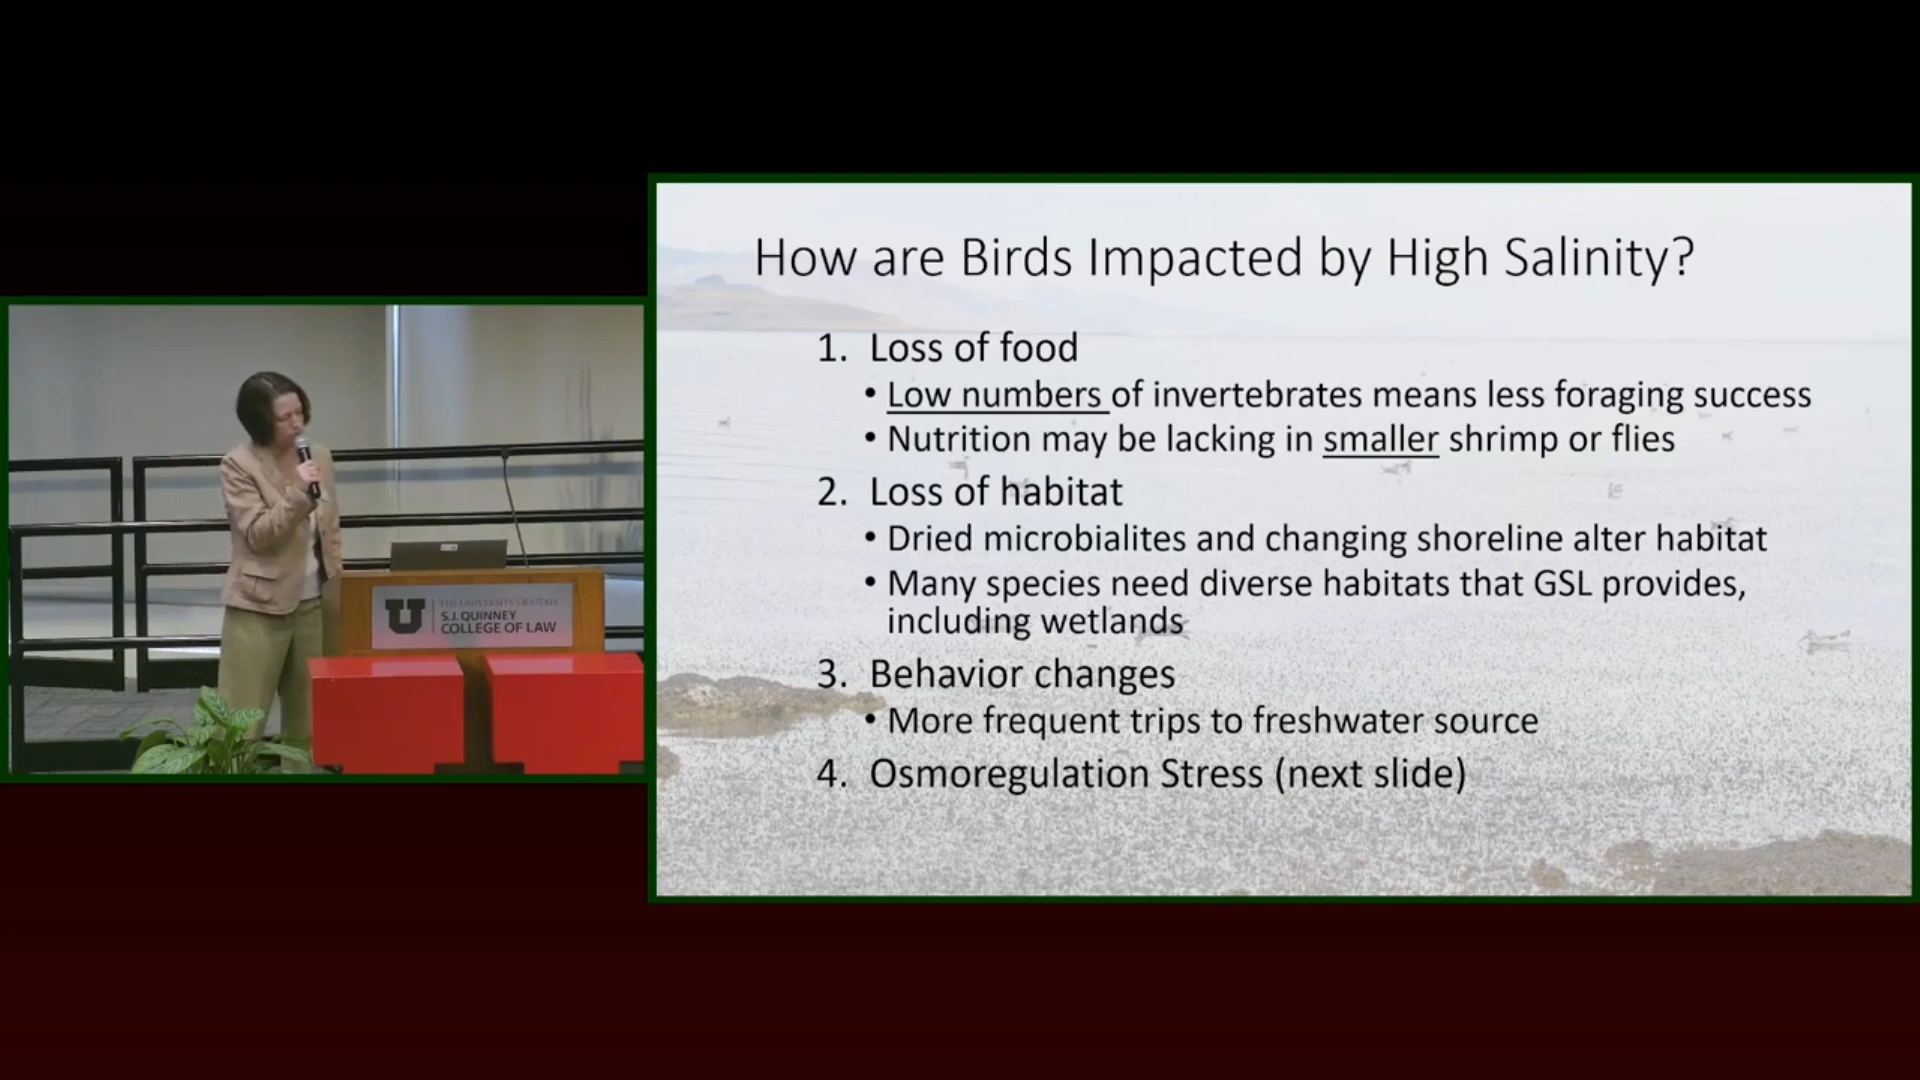 How are Birds Impacted by High Salinity?
1. Loss of food
• Low numbers of invertebrates means less foraging success
• Nutrition may be lacking in smaller shrimp or flies
2. Loss of habitat
• Dried microbialites and changing shoreline alter habitat
• Many species need diverse habitats that GSL provides,
including wetlands
3. Behavior changes
• More frequent trips to freshwater source
4. Osmoregulation Stress (next slide)
U
THE UNIVERSITY OF UTAH
S.J. QUINNEY
COLLEGE OF LAW